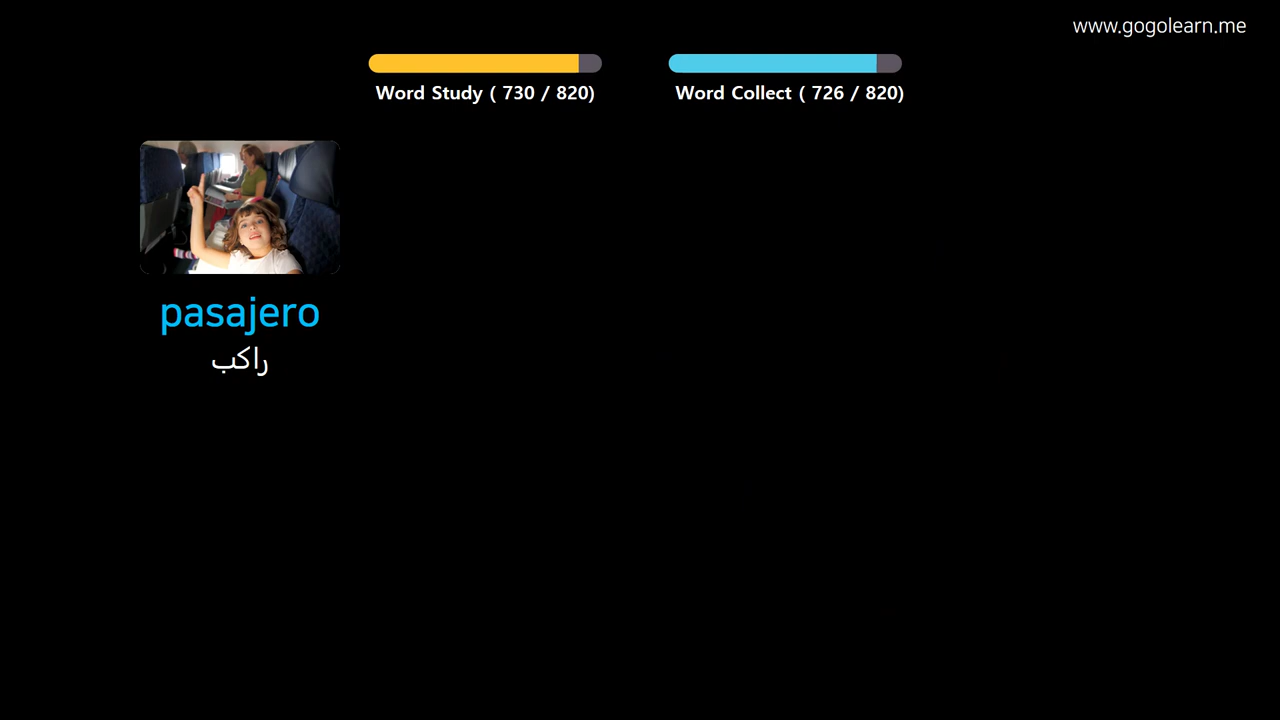 www.gogolearn.me
Word Study ( 730 / 820)
Word Collect ( 726 / 820)
pasajero
راكب